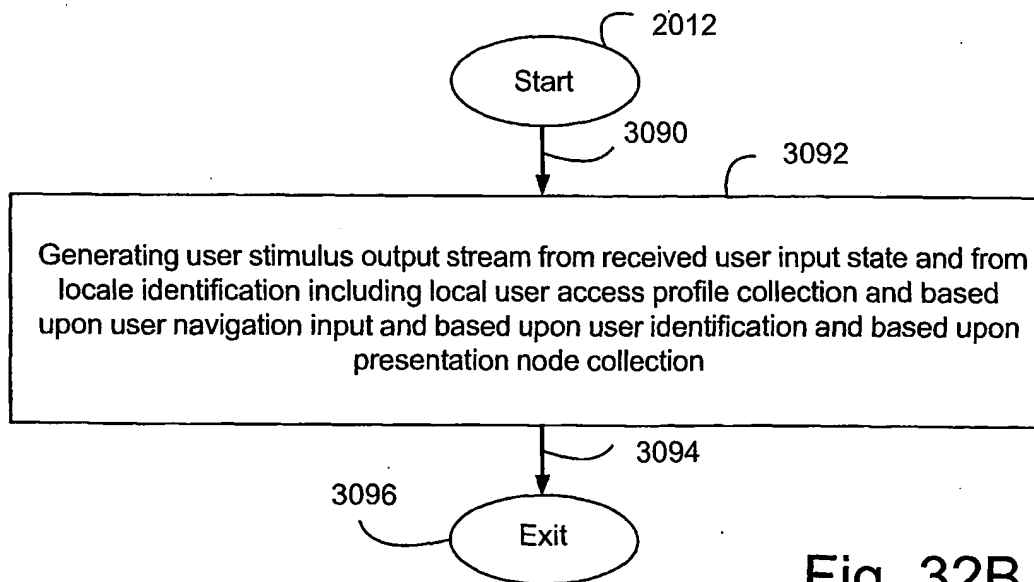 2012
Start
3090
3092
Generating user stimulus output stream from received user input state and from
locale identification including local user access profile collection and based
upon user navigation input and based upon user identification and based upon
presentation node collection
3094
3096
Exit
Fig. 32B